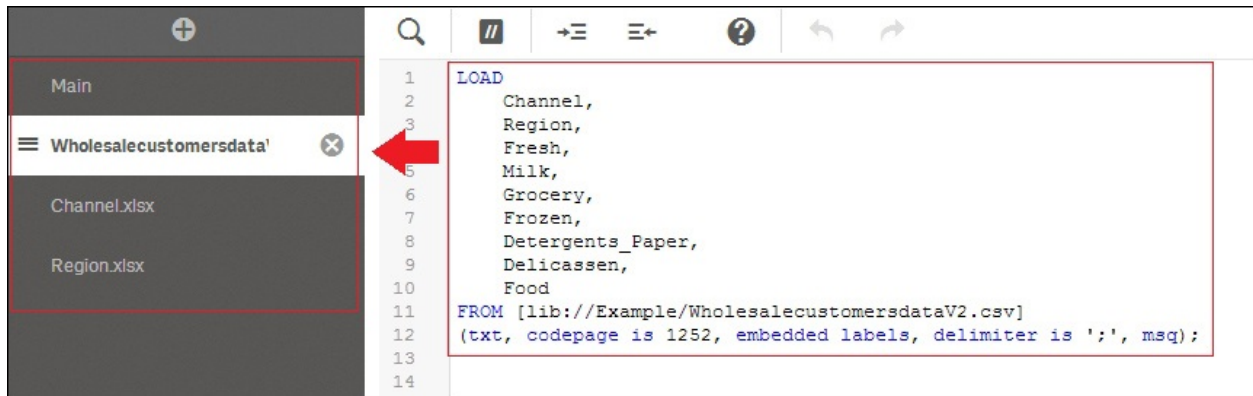 Main
Wholesalecustomersdata
Channel.xlsx
Region.xlsx
//
?
1 LOAD
2 Channel,
3 Region,
Fresh,
5 Milk,
6 Grocery,
7 Frozen,
8 Detergents_Paper,
9 Delicassen,
10 Food
11 FROM [lib://Example/WholesalecustomersdataV2.csv]
12 (txt, codepage is 1252, embedded labels, delimiter is ';', msq);
13
14